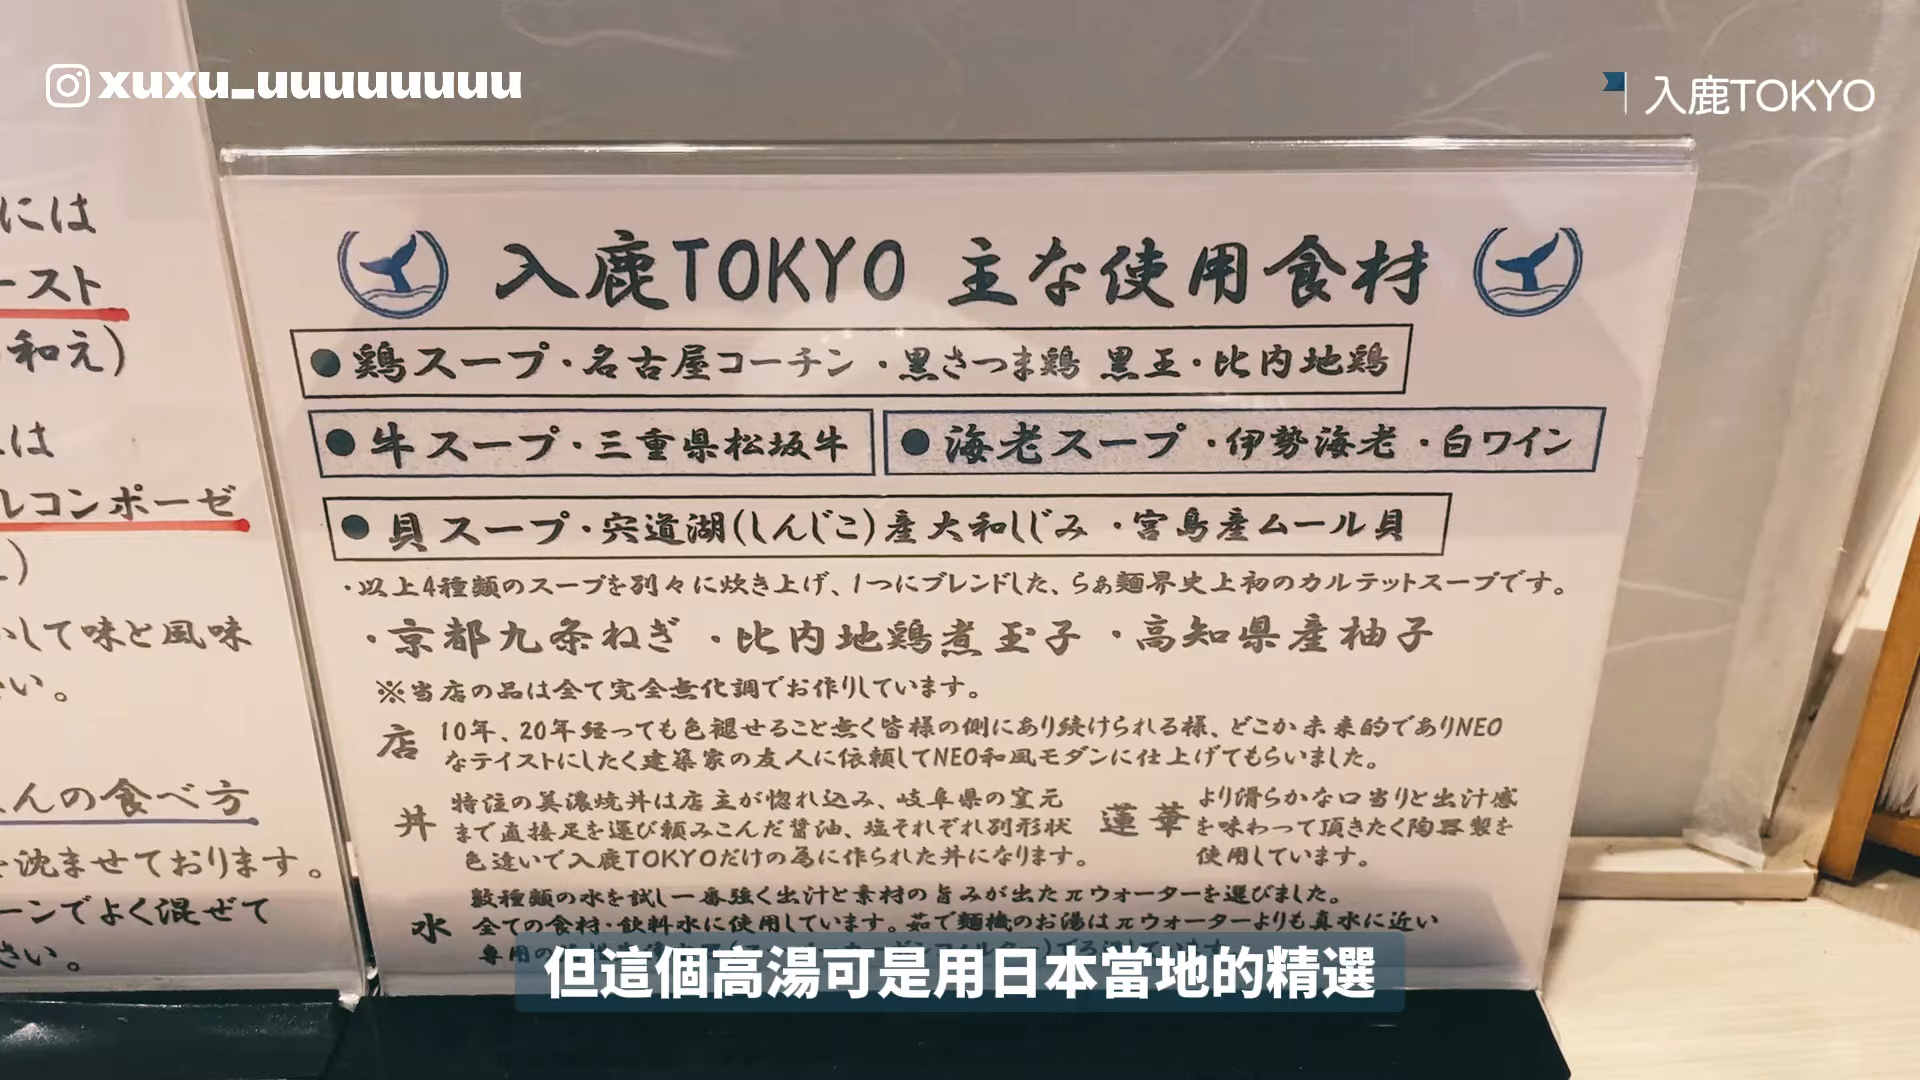 xuxu_uuuuuuuuu
入鹿TOKYO
には
ースト
和え)
は
ルコンポーゼ
して味と風味
い。
んの食べ方
を沈ませております。
ーンでよく混ぜて
さい。
入鹿TOKYO 主な使用食材
●鶏スープ・名古屋コーチン ・黒さつま鶏 黒王・比内地鶏
●牛スープ・三重県松坂牛
●海老スープ・伊勢海老・白ワイン
●貝スープ・宍道湖(しんじこ)産大和しじみ ・宮島産ムール貝
・以上4種類のスープを別々に炊き上げ、1つにブレンドした、らぁ麺界史上初のカルテットスープです。
・京都九条ねぎ ・比内地鶏煮玉子 ・高知県産柚子
※当店の品は全て完全無化調でお作りしています。
店 10年、20年経っても色褪せること無く皆様の側にあり続けられる様、どこか未来的でありNEO
なテイストにしたく建築家の友人に依頼してNEO和風モダンに仕上げてもらいました。
丼 特注の美濃焼丼は店主が惚れ込み、岐阜県の窯元
まで直接足を運び頼みこんだ醤油、塩それぞれ別形状
色違いで入鹿TOKYOだけの為に作られた丼になります。
蓮華 より滑らかな口当りと出汁感
を味わって頂きたく陶器製を
使用しています。
水 数種類の水を試し一番強く出汁と素材の旨みが出たπウォーターを選びました。
全ての食材・飲料水に使用しています。茹で麺機のお湯はπウォーターよりも真水に近い
専用の
但這個高湯可是用日本當地的精選